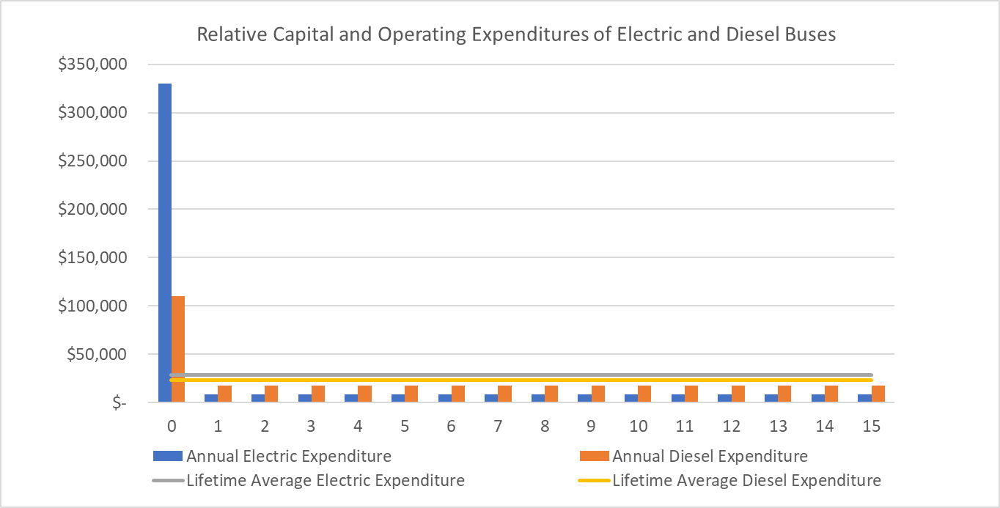 Relative Capital and Operating Expenditures of Electric and Diesel Buses
$350,000
$300,000
$250,000
$200,000
$150,000
$100,000
$50,000
$-
0 1 2 3 4 5 6 7 8 9 10 11 12 13 14 15
Annual Electric Expenditure Annual Diesel Expenditure
Lifetime Average Electric Expenditure Lifetime Average Diesel Expenditure